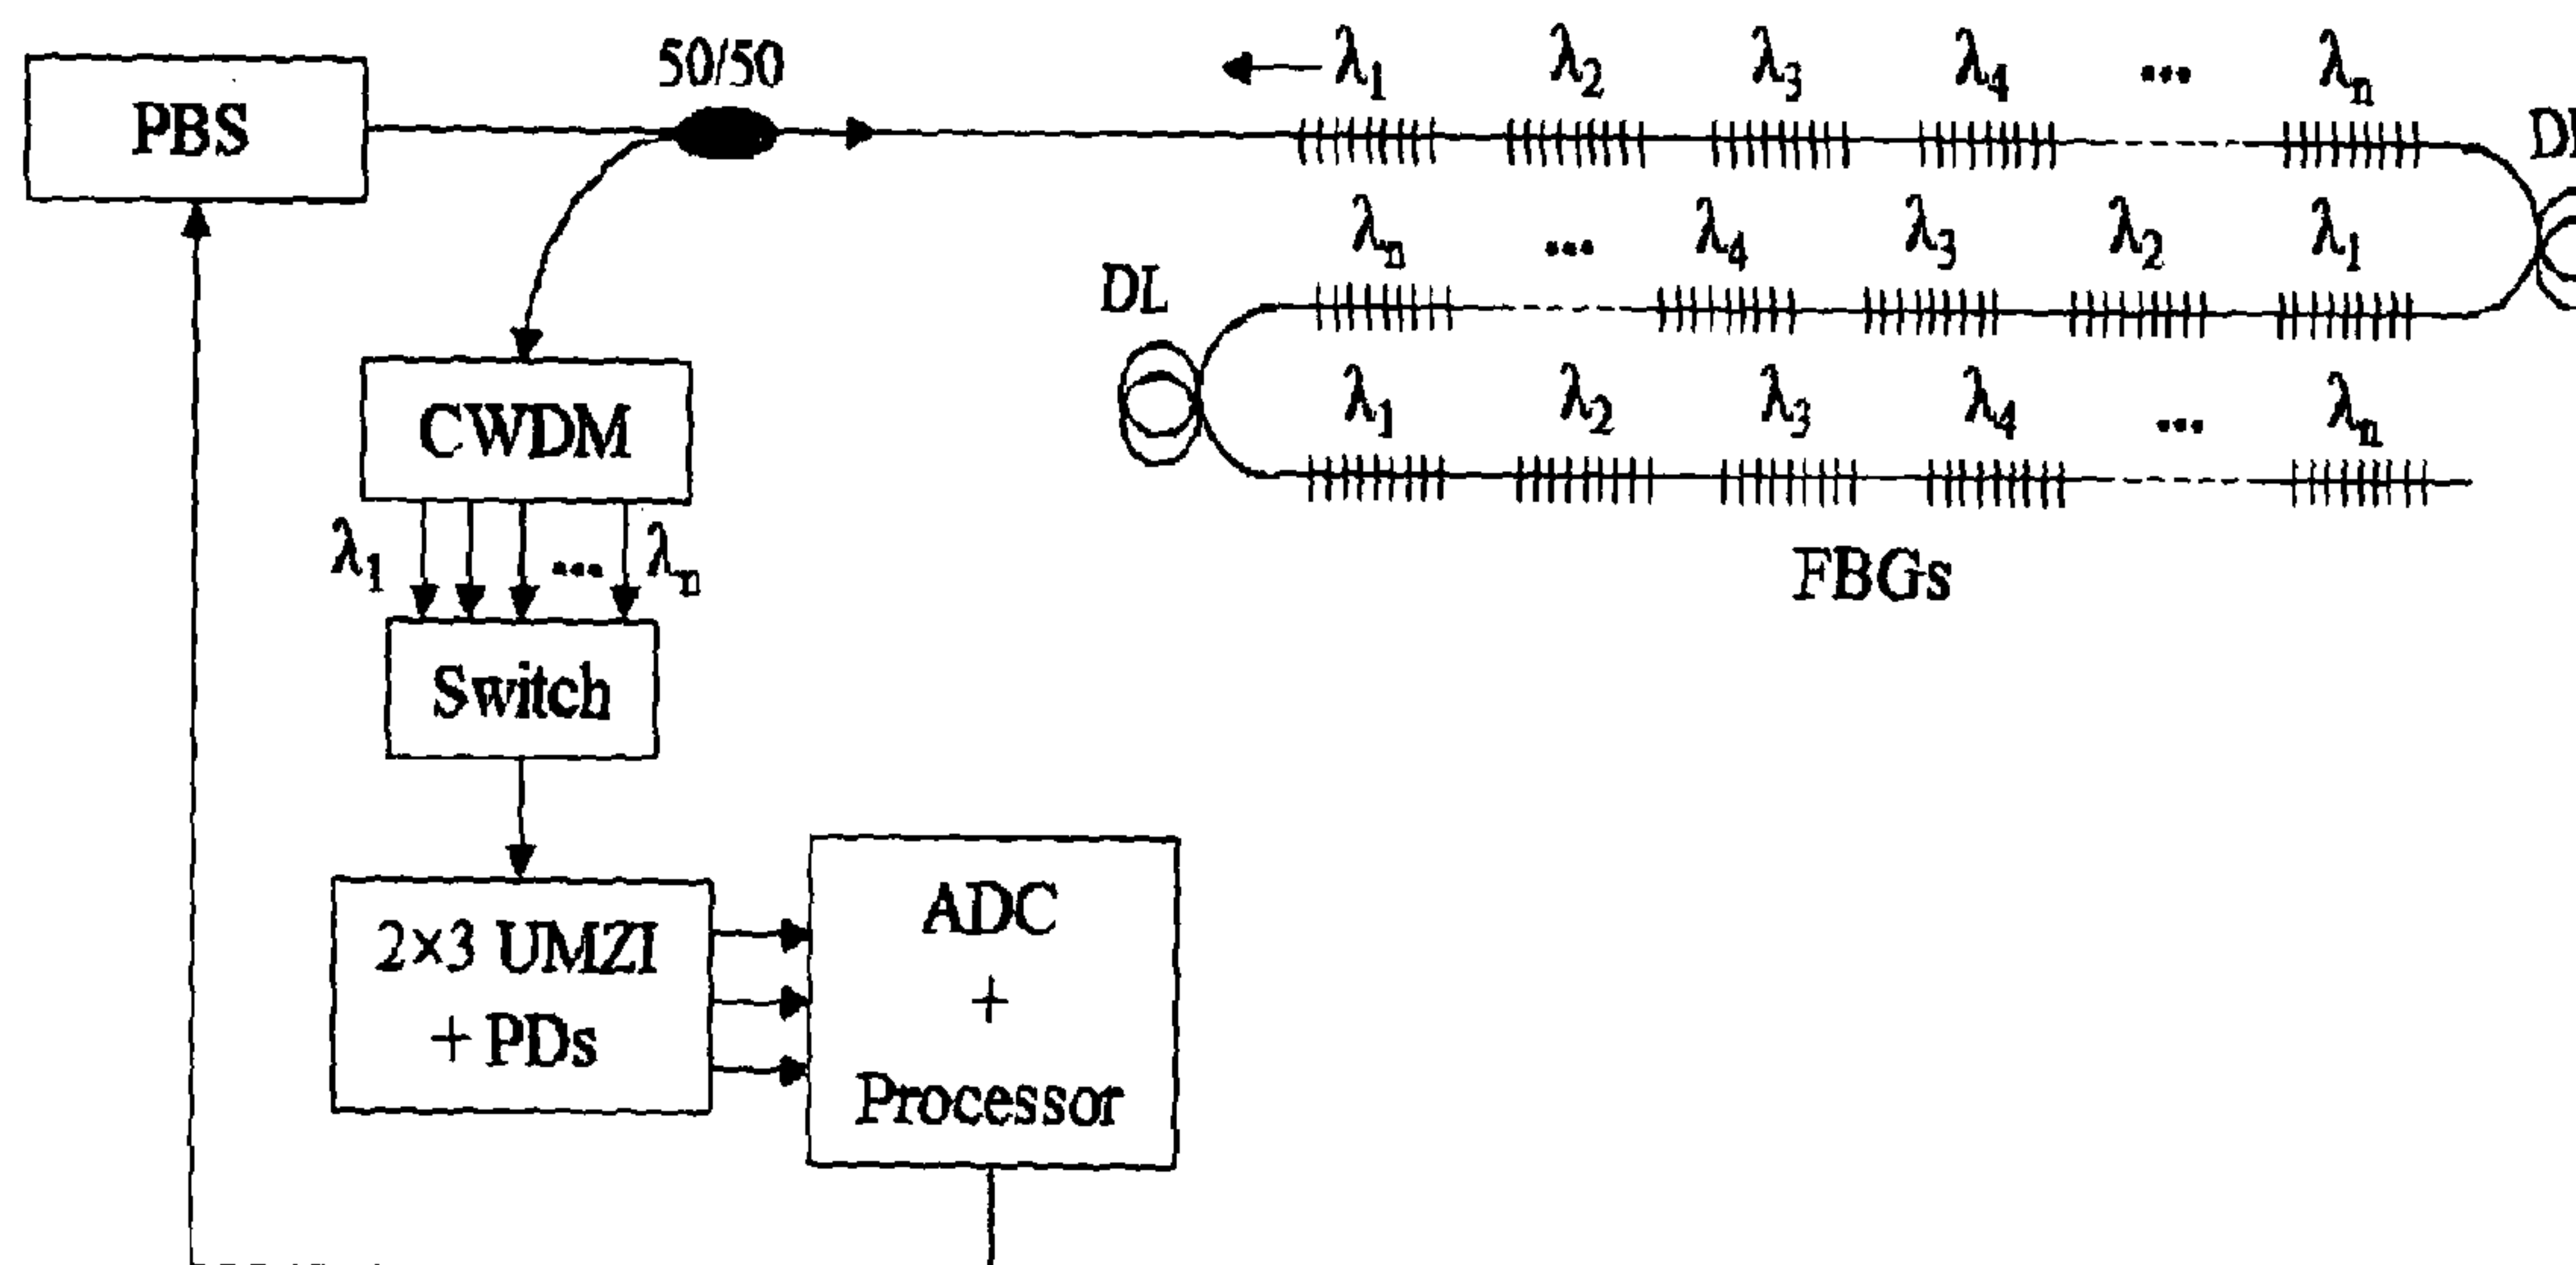 PBS
50/50
λ1 λ2 λ3 λ4 ... λn
λn ... λ4 λ3 λ2 λ1
DL
λ1 λ2 λ3 λ4 ... λn
FBGs
CWDM
λ1 ... λn
Switch
2×3 UMZI
+ PDs
ADC
+
Processor